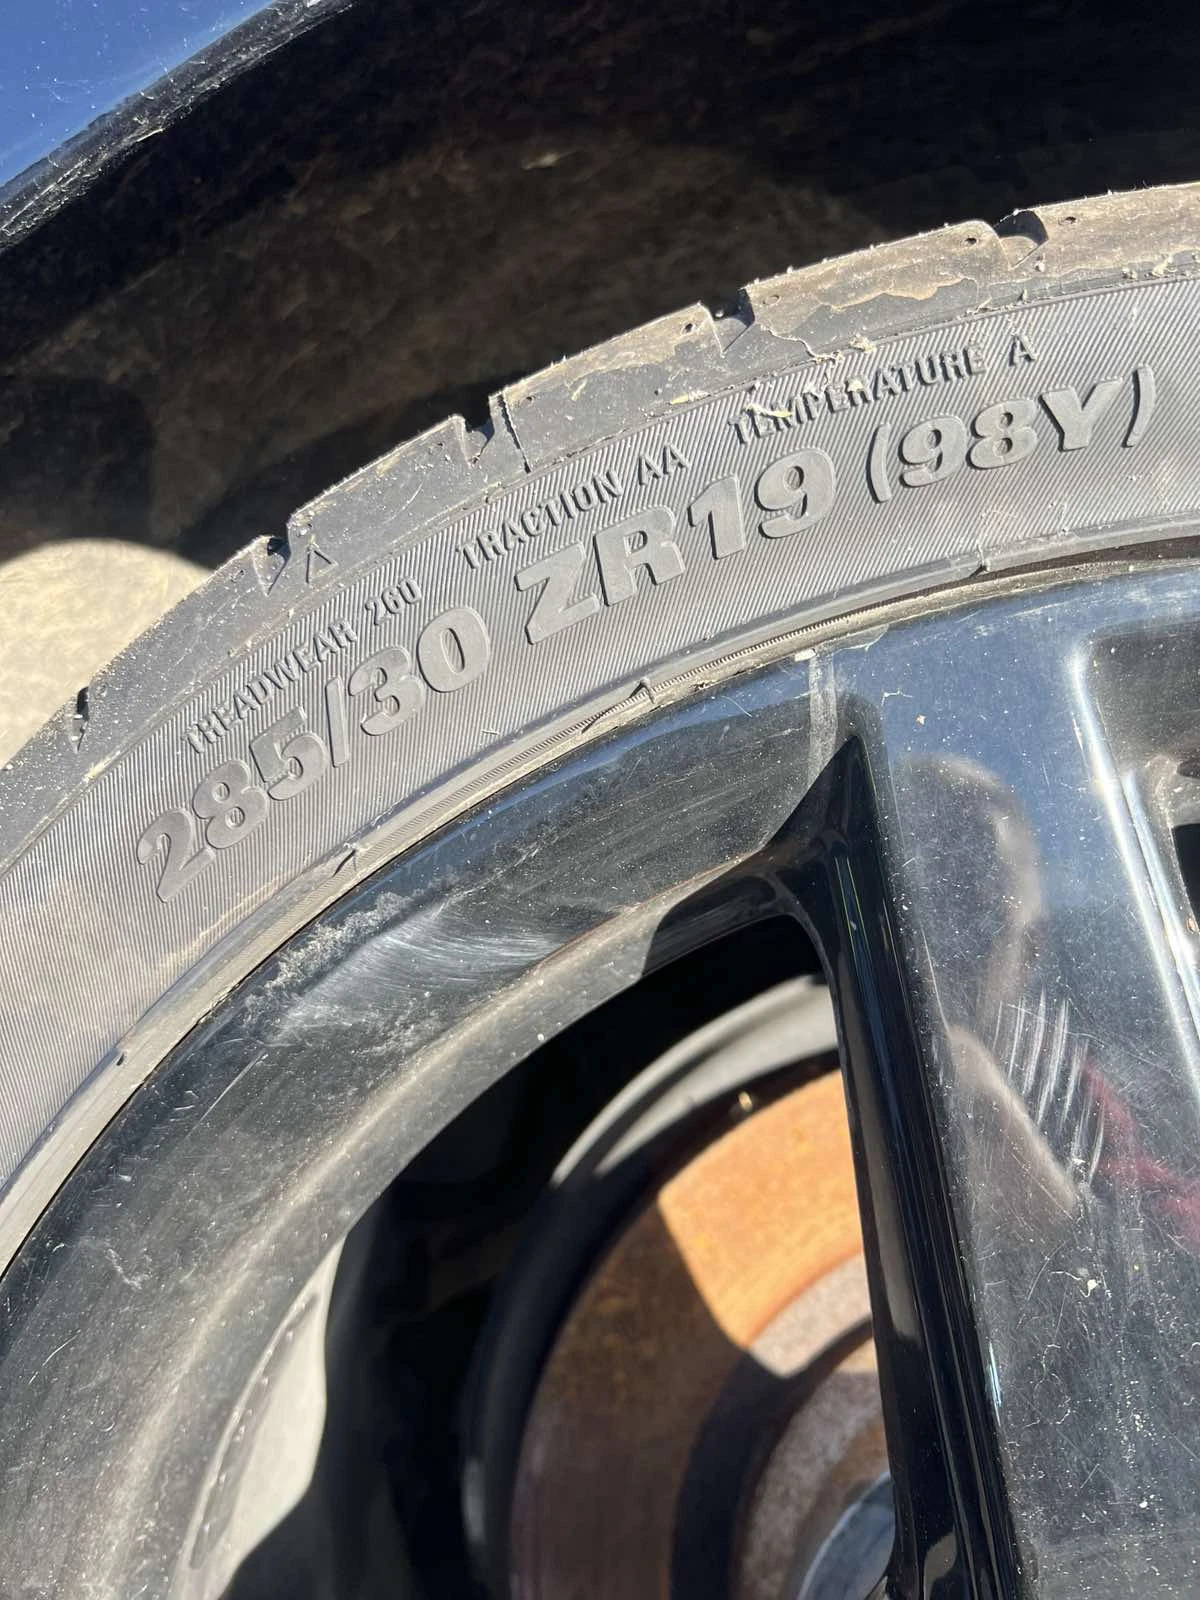 TREADWEAR 260 TRACTION AA TEMPERATURE A
285/30 ZR19 (98Y)